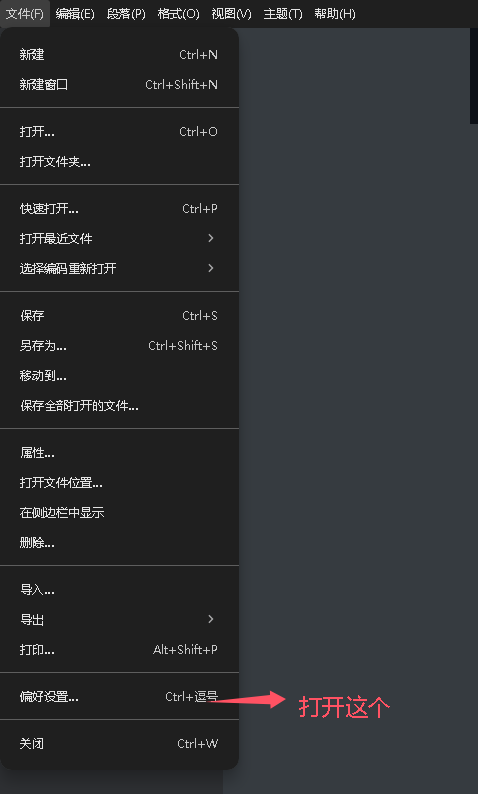 文件(F) 编辑(E) 段落(P) 格式(O) 视图(V) 主题(T) 帮助(H)
新建 Ctrl+N
新建窗口 Ctrl+Shift+N
打开... Ctrl+O
打开文件夹...
快速打开... Ctrl+P
打开最近文件
选择编码重新打开
保存 Ctrl+S
另存为... Ctrl+Shift+S
移动到...
保存全部打开的文件...
属性...
打开文件位置...
在侧边栏中显示
删除...
导入...
导出
打印... Alt+Shift+P
偏好设置... Ctrl+逗号 打开这个
关闭 Ctrl+W